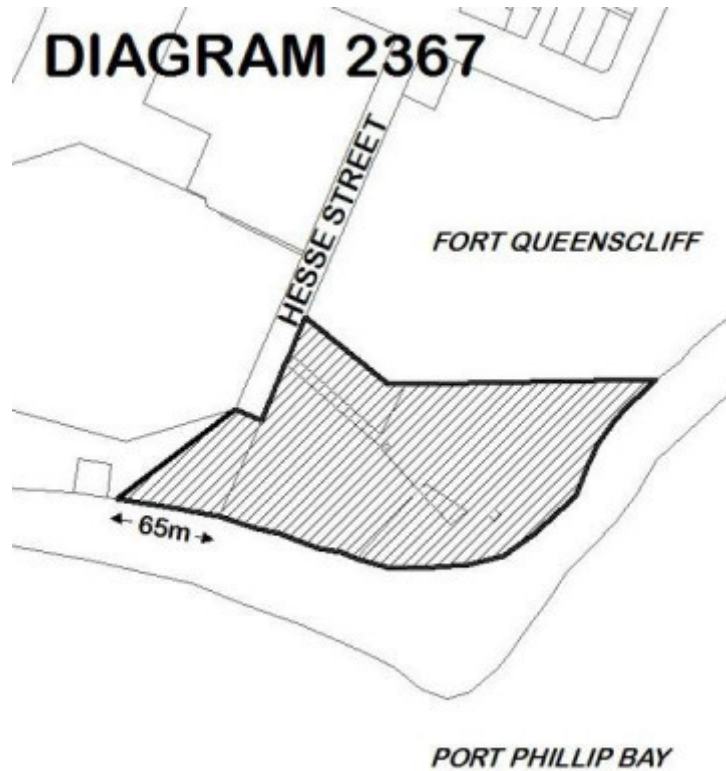 DIAGRAM 2367
HESSE STREET
FORT QUEENSCLIFF
65m
PORT PHILLIP BAY